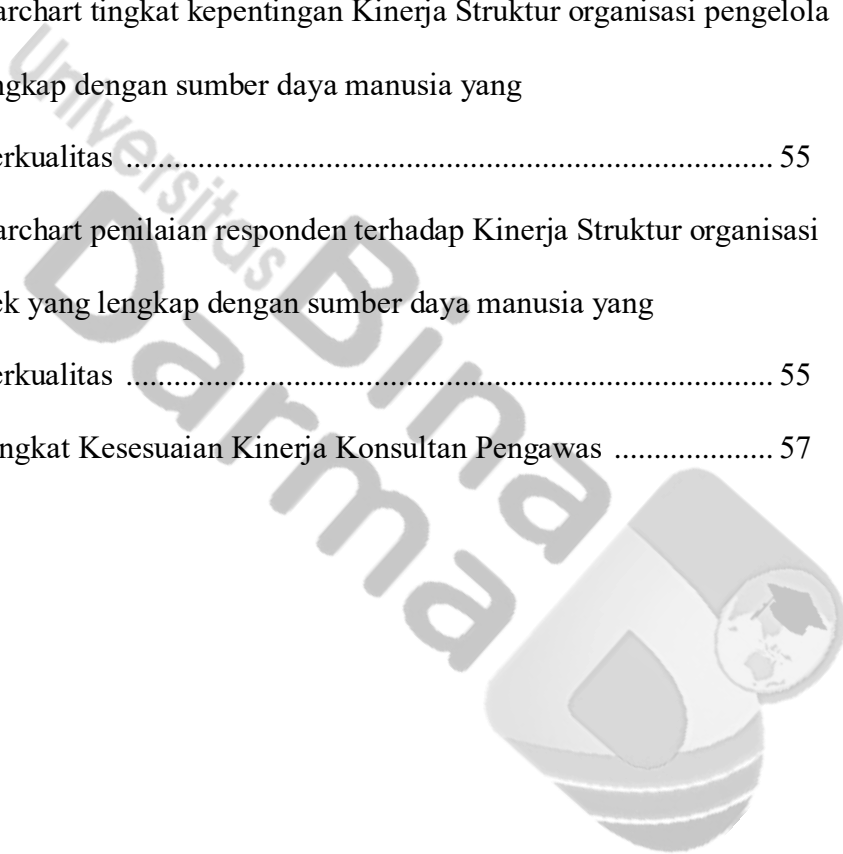 archart tingkat kepentingan Kinerja Struktur organisasi pengelola
ngkap dengan sumber daya manusia yang
erkualitas ........................................................................... 55
archart penilaian responden terhadap Kinerja Struktur organisasi
ek yang lengkap dengan sumber daya manusia yang
erkualitas ........................................................................... 55
ngkat Kesesuaian Kinerja Konsultan Pengawas .................... 57
Universitas
Bina
Darma